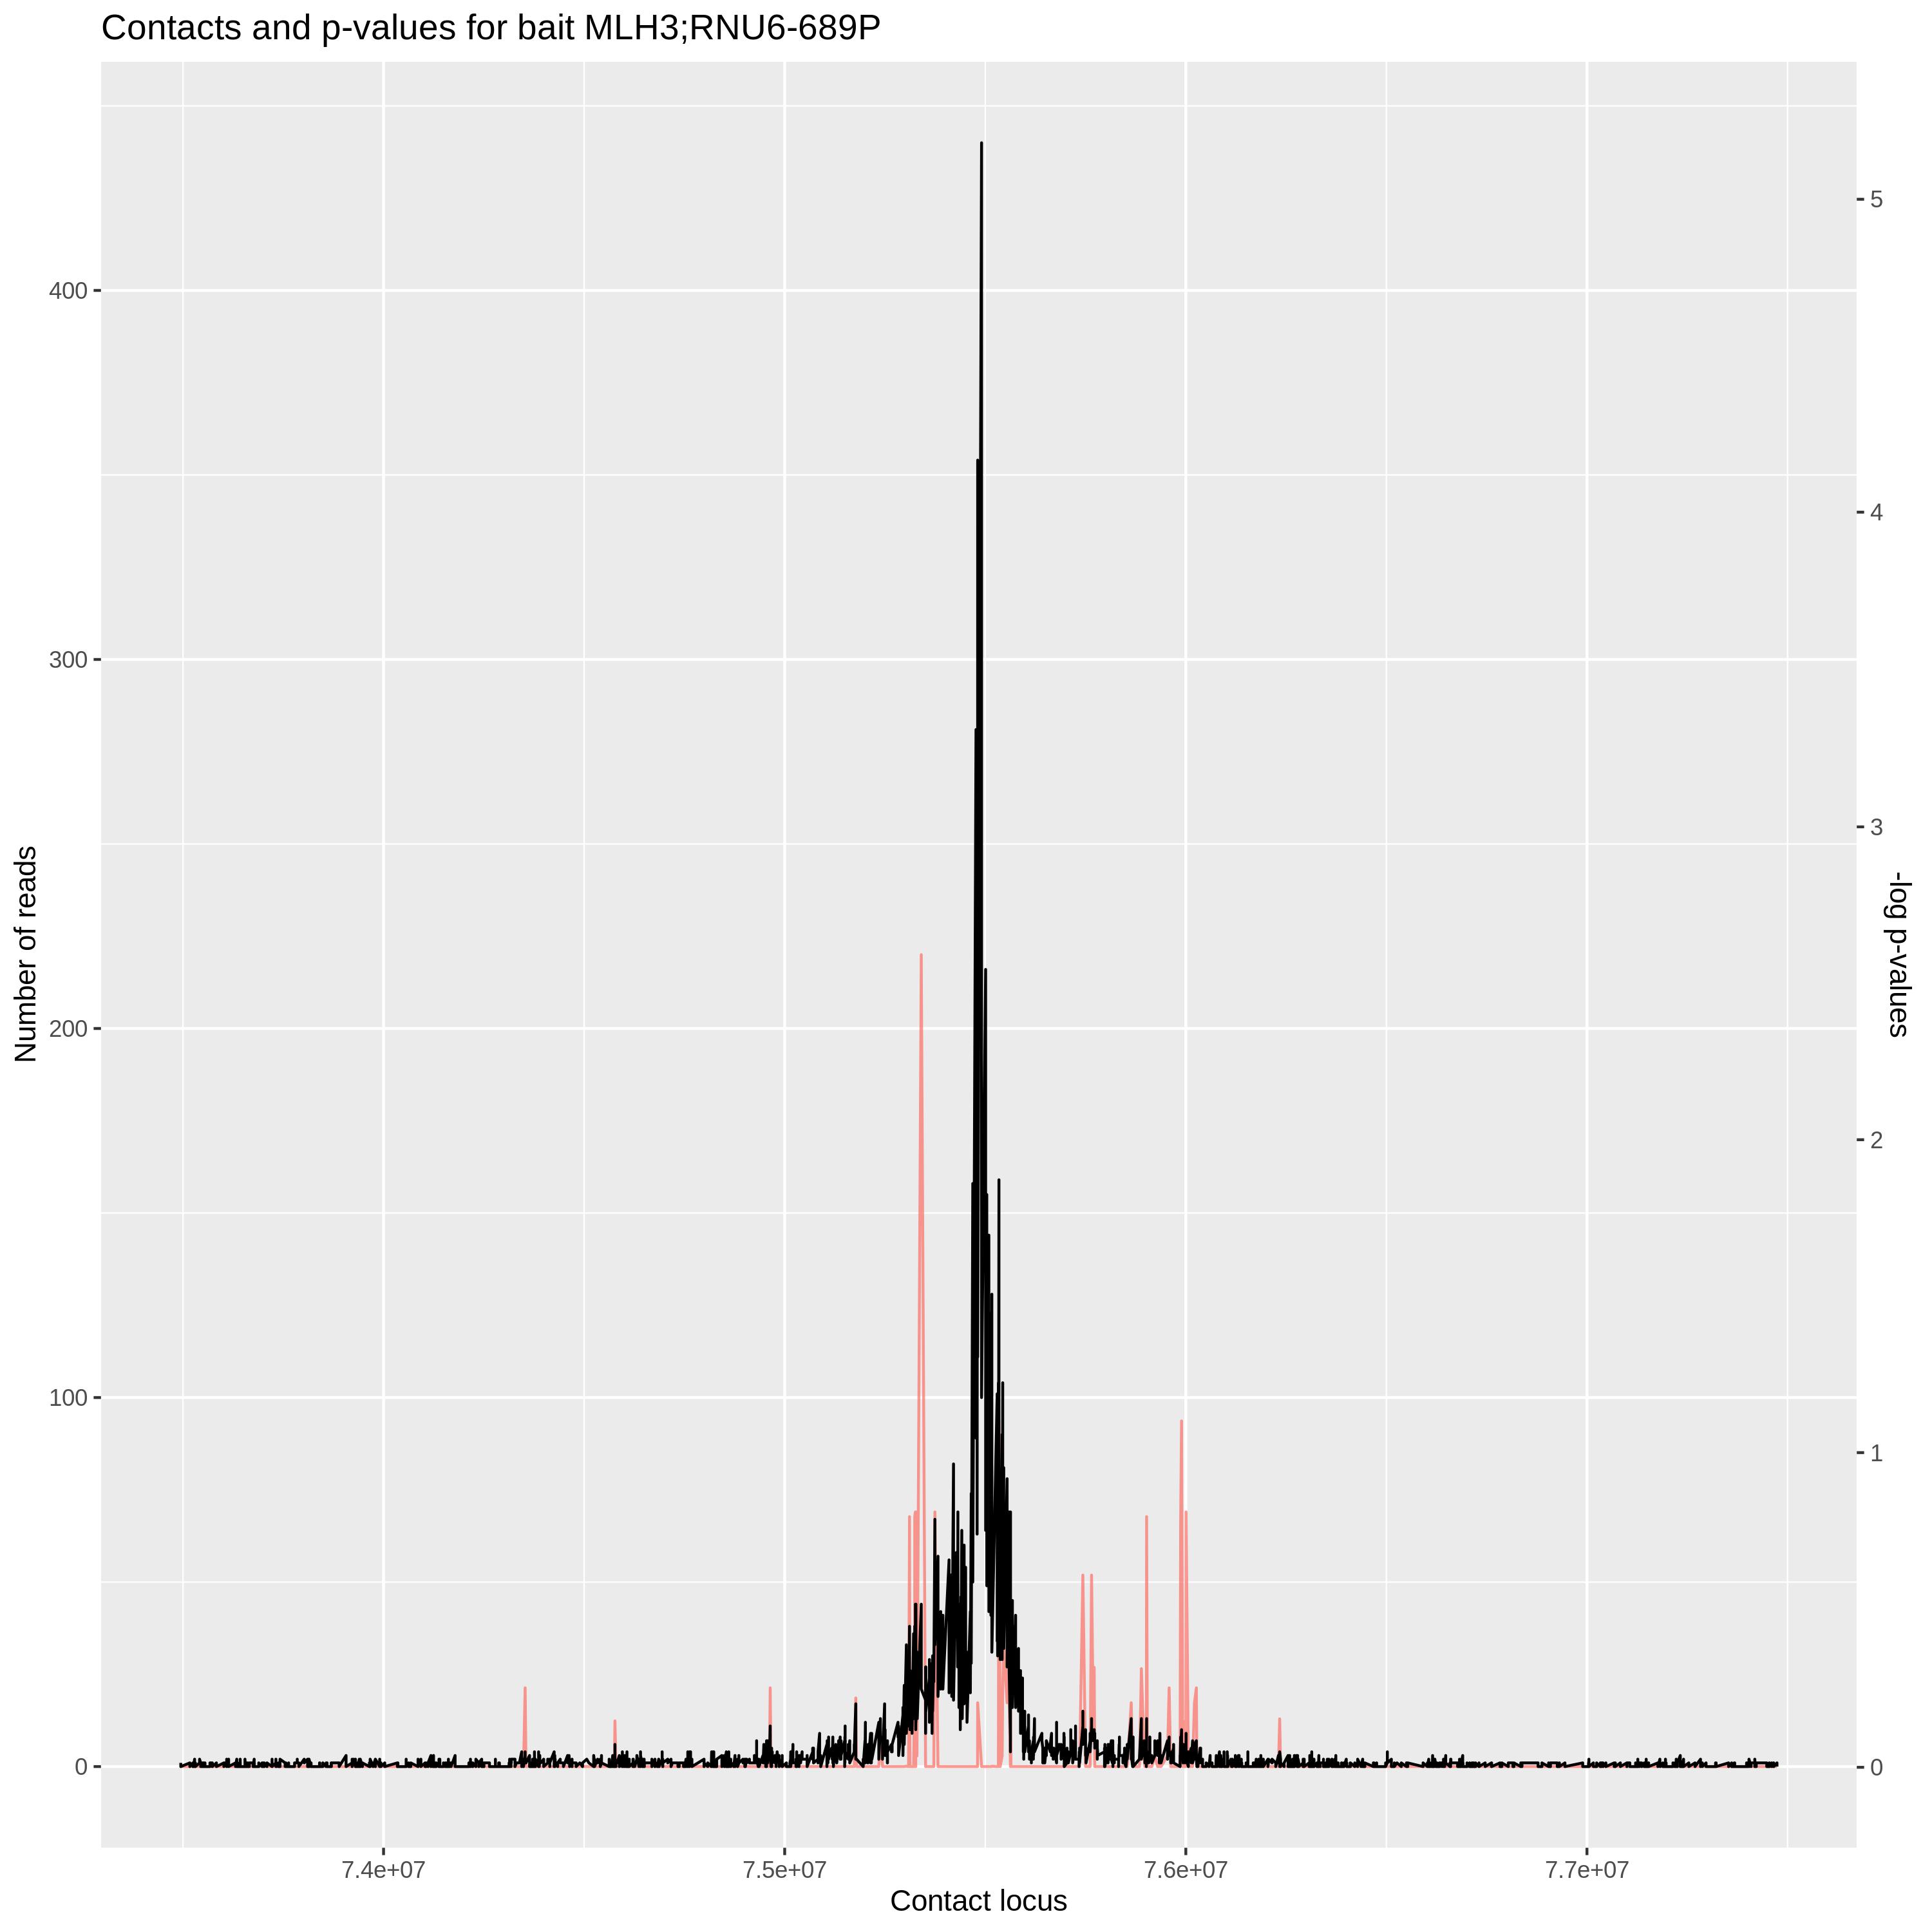 Contacts and p-values for bait MLH3;RNU6-689P
Number of reads
400
300
200
100
0
5
4
3
2
1
0
-log p-values
7.4e+07 7.5e+07 7.6e+07 7.7e+07
Contact locus